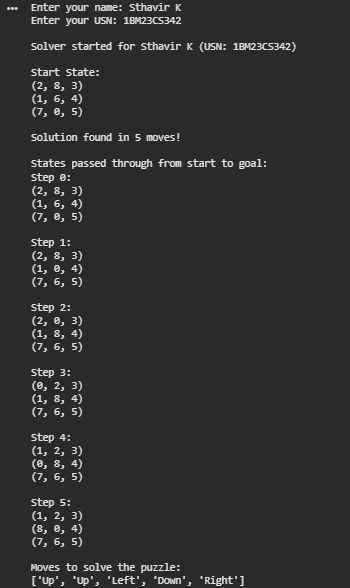 Enter your name: Sthavir K
Enter your USN: 1BM23CS342
Solver started for Sthavir K (USN: 1BM23CS342)
Start State:
(2, 8, 3)
(1, 6, 4)
(7, 0, 5)
Solution found in 5 moves!
States passed through from start to goal:
Step 0:
(2, 8, 3)
(1, 6, 4)
(7, 0, 5)
Step 1:
(2, 8, 3)
(1, 0, 4)
(7, 6, 5)
Step 2:
(2, 0, 3)
(1, 8, 4)
(7, 6, 5)
Step 3:
(0, 2, 3)
(1, 8, 4)
(7, 6, 5)
Step 4:
(1, 2, 3)
(0, 8, 4)
(7, 6, 5)
Step 5:
(1, 2, 3)
(8, 0, 4)
(7, 6, 5)
Moves to solve the puzzle:
['Up', 'Up', 'Left', 'Down', 'Right']